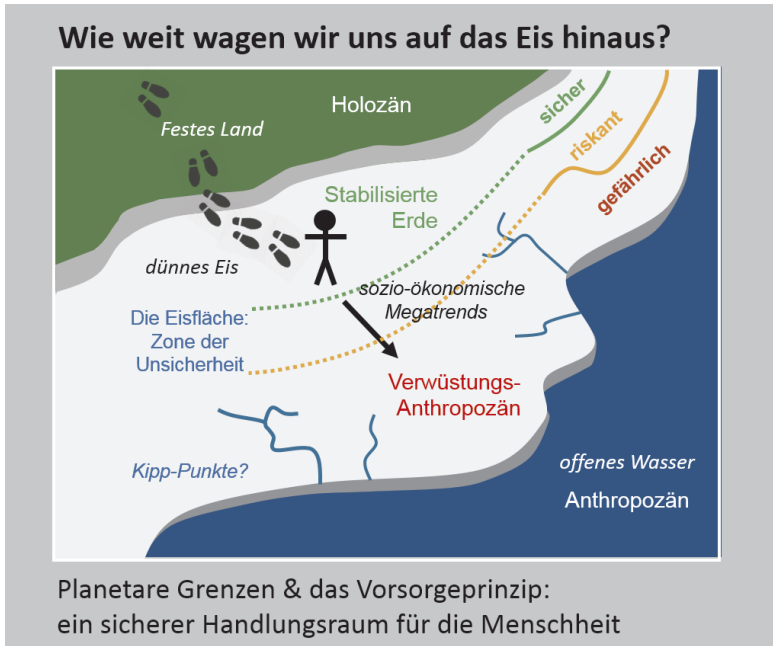 Wie weit wagen wir uns auf das Eis hinaus?
Holozän
Festes Land
sicher
riskant
gefährlich
Stabilisierte
Erde
dünnes Eis
sozio-ökonomische
Megatrends
Die Eisfläche:
Zone der
Unsicherheit
Verwüstungs-
Anthropozän
Kipp-Punkte?
offenes Wasser
Anthropozän
Planetare Grenzen & das Vorsorgeprinzip:
ein sicherer Handlungsraum für die Menschheit